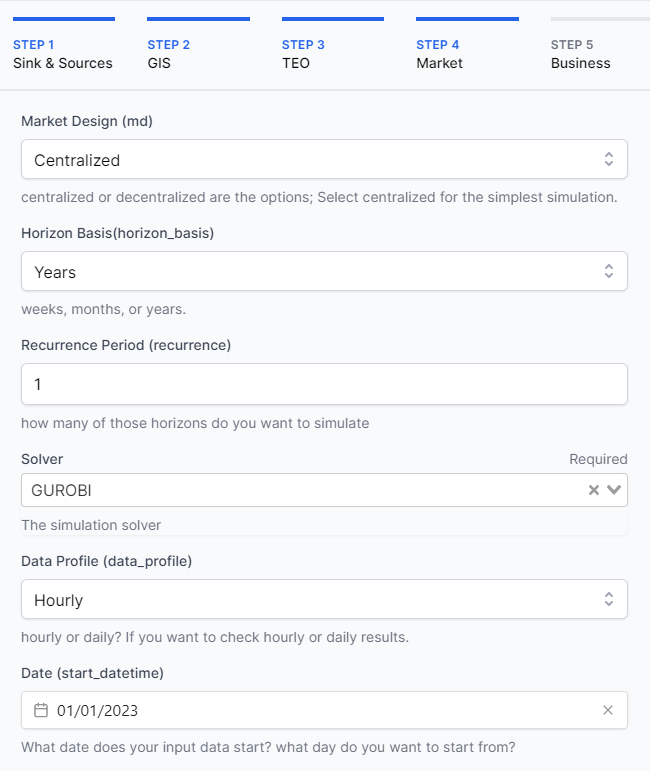 STEP 1 STEP 2 STEP 3 STEP 4 STEP 5
Sink & Sources GIS TEO Market Business
Market Design (md)
Centralized
centralized or decentralized are the options; Select centralized for the simplest simulation.
Horizon Basis(horizon_basis)
Years
weeks, months, or years.
Recurrence Period (recurrence)
1
how many of those horizons do you want to simulate
Solver Required
GUROBI
The simulation solver
Data Profile (data_profile)
Hourly
hourly or daily? If you want to check hourly or daily results.
Date (start_datetime)
01/01/2023
What date does your input data start? what day do you want to start from?